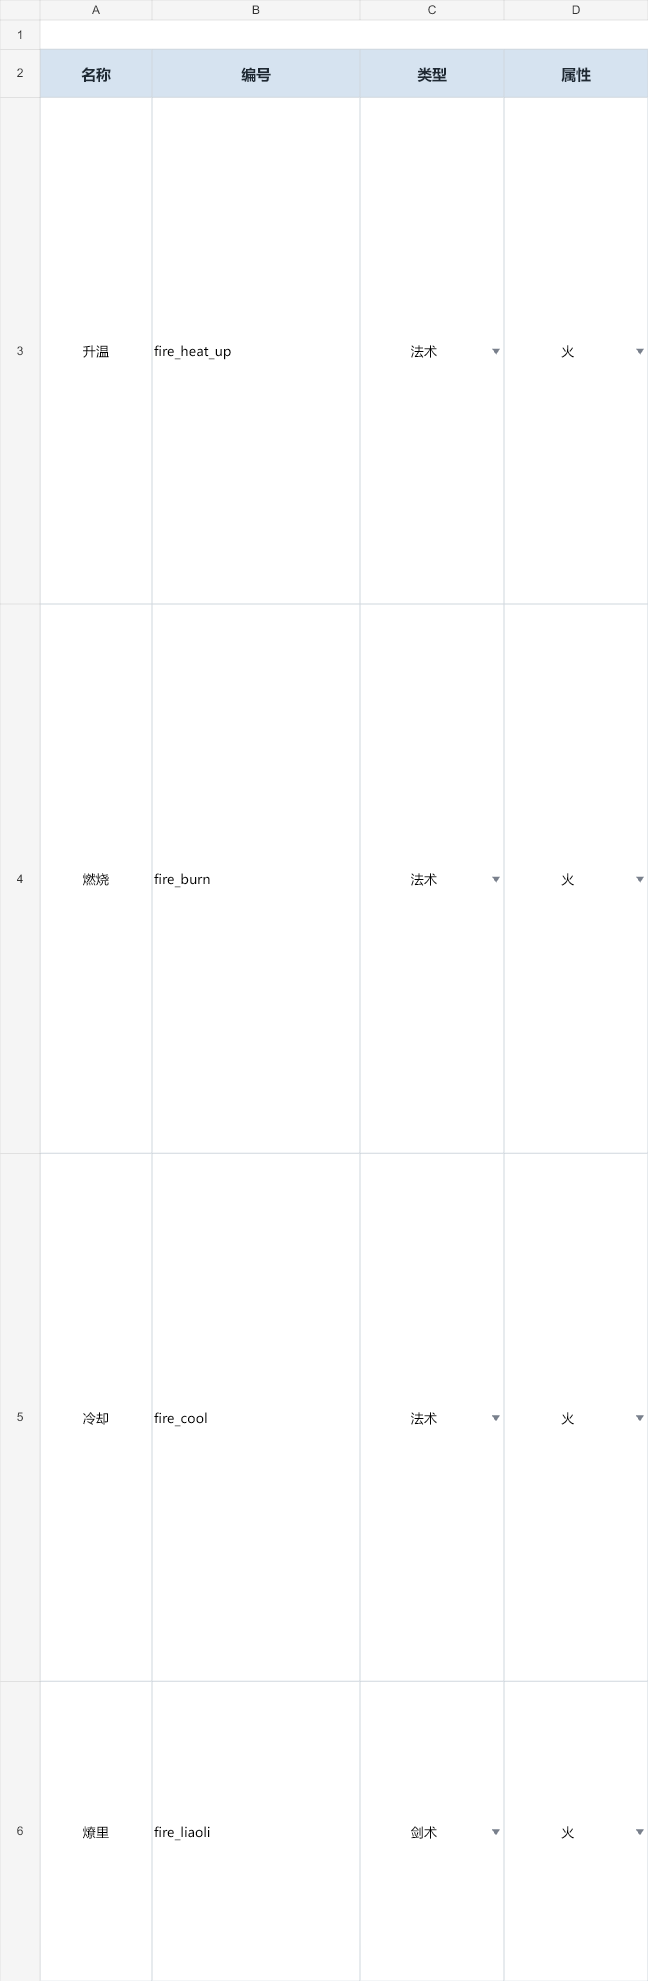 A B C D
1
2 名称 编号 类型 属性
3 升温 fire_heat_up 法术 火
4 燃烧 fire_burn 法术 火
5 冷却 fire_cool 法术 火
6 燎里 fire_liaoli 剑术 火